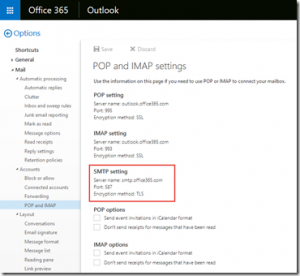 Office 365
Outlook
Options
Shortcuts
General
Mail
Automatic processing
Automatic replies
Clutter
Inbox and sweep rules
Junk email reporting
Mark as read
Message options
Read receipts
Reply settings
Retention policies
Accounts
Block or allow
Connected accounts
Forwarding
POP and IMAP
Layout
Conversations
Email signature
Message format
Message list
Reading pane
Link preview
Save
Discard
POP and IMAP settings
Use the information on this page if you need to use POP or IMAP to connect to your mailbox.
POP setting
Server name: outlook.office365.com
Port: 995
Encryption method: SSL
IMAP setting
Server name: outlook.office365.com
Port: 993
Encryption method: SSL
SMTP setting
Server name: smtp.office365.com
Port: 587
Encryption method: TLS
POP options
Send event invitations in iCalendar format
Don't send receipts for messages that have been read
IMAP options
Send event invitations in iCalendar format
Don't send receipts for messages that have been read